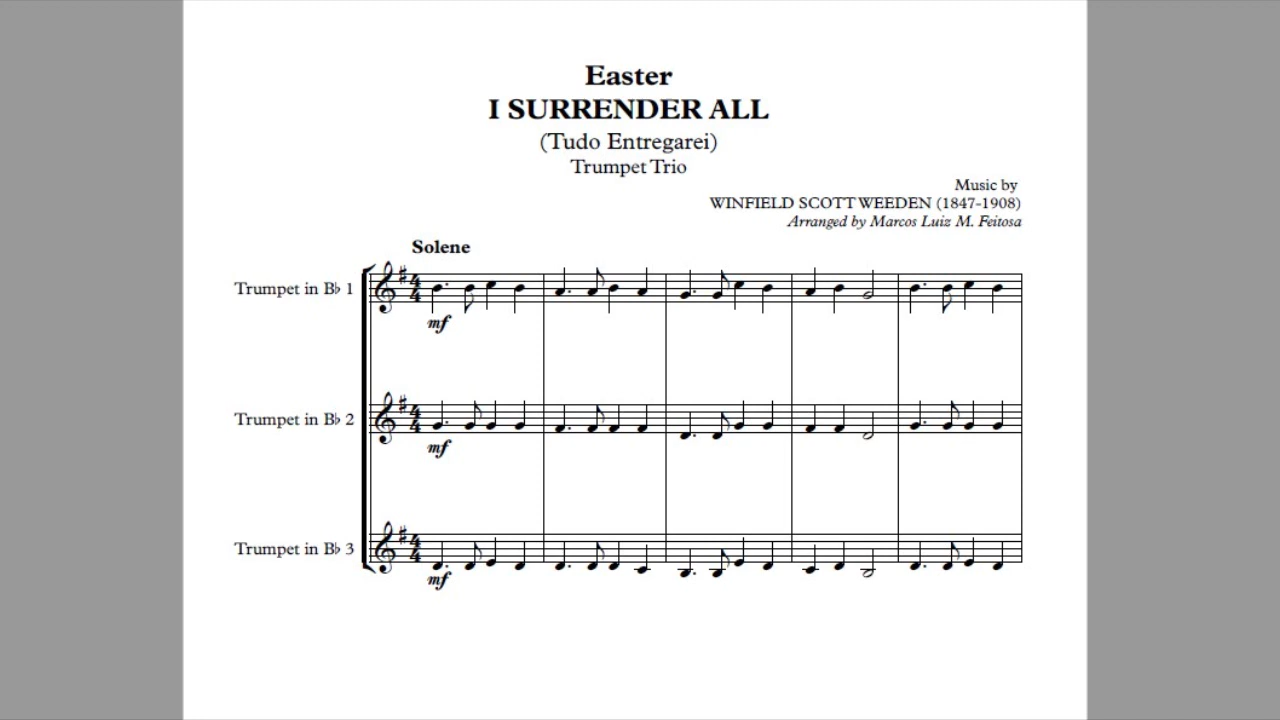 Easter
I SURRENDER ALL
(Tudo Entregarei)
Trumpet Trio
Music by
WINFIELD SCOTT WEEDEN (1847-1908)
Arranged by Marcos Luiz M. Feitosa
Solene
Trumpet in B♭ 1
mf
Trumpet in B♭ 2
mf
Trumpet in B♭ 3
mf